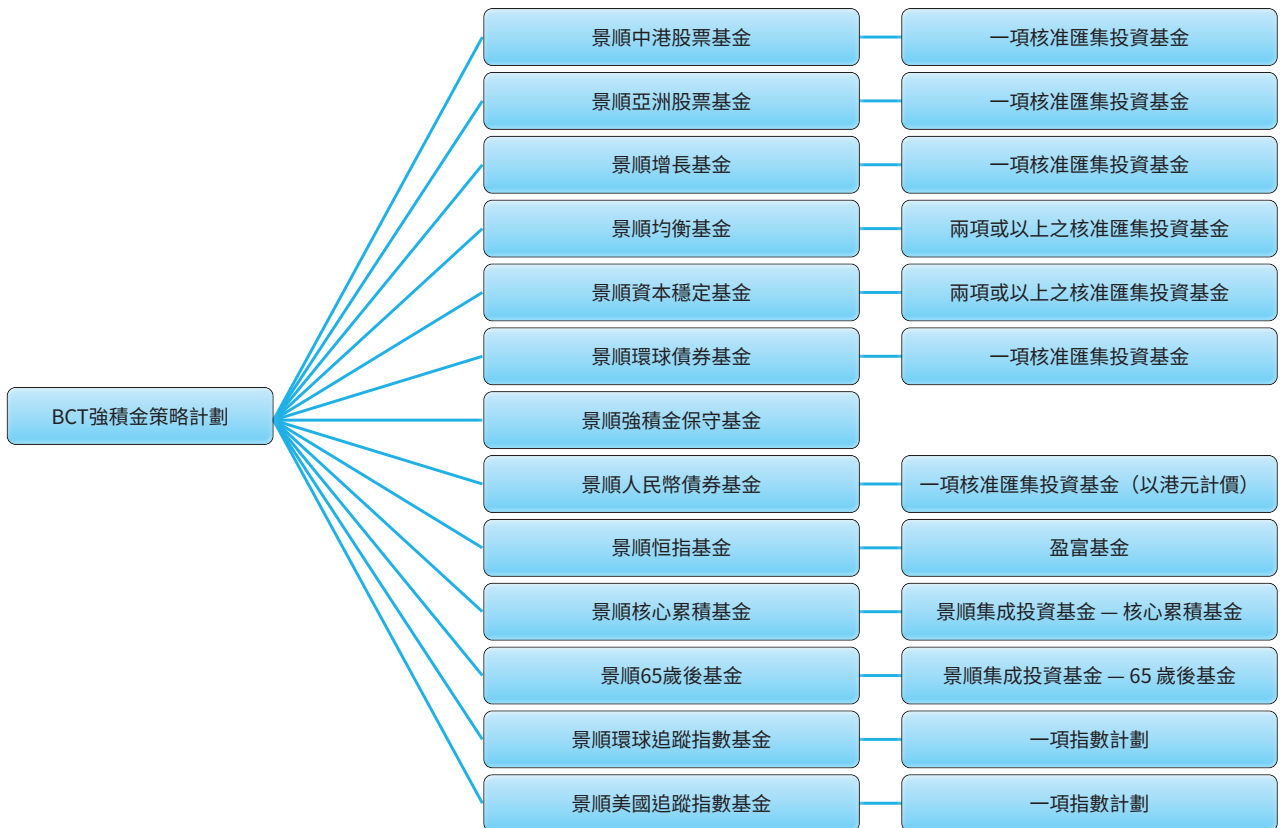 景順中港股票基金
一項核准匯集投資基金
景順亞洲股票基金
一項核准匯集投資基金
景順增長基金
一項核准匯集投資基金
景順均衡基金
兩項或以上之核准匯集投資基金
景順資本穩定基金
兩項或以上之核准匯集投資基金
景順環球債券基金
一項核准匯集投資基金
BCT強積金策略計劃
景順強積金保守基金
景順人民幣債券基金
一項核准匯集投資基金（以港元計價）
景順恒指基金
盈富基金
景順核心累積基金
景順集成投資基金 — 核心累積基金
景順65歲後基金
景順集成投資基金 — 65 歲後基金
景順環球追蹤指數基金
一項指數計劃
景順美國追蹤指數基金
一項指數計劃